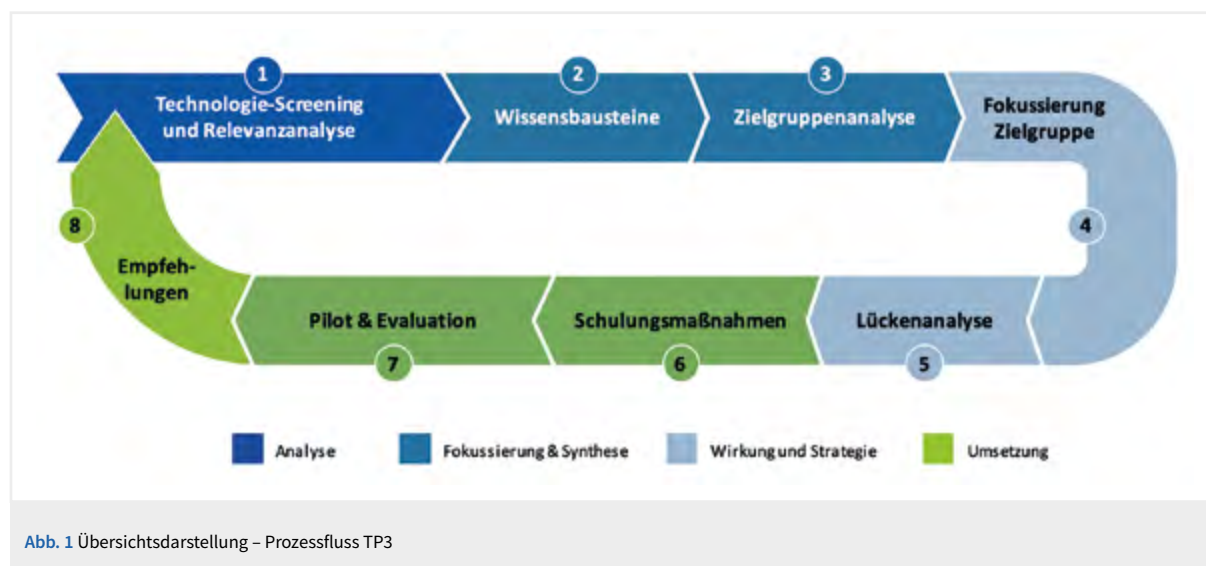 1
Technologie-Screening
und Relevanzanalyse
2
Wissensbausteine
3
Zielgruppenanalyse
Fokussierung
Zielgruppe
4
Lückenanalyse
5
Schulungsmaßnahmen
6
Pilot & Evaluation
7
Empfeh-
lungen
8
Analyse
Fokussierung & Synthese
Wirkung und Strategie
Umsetzung
Abb. 1 Übersichtsdarstellung – Prozessfluss TP3